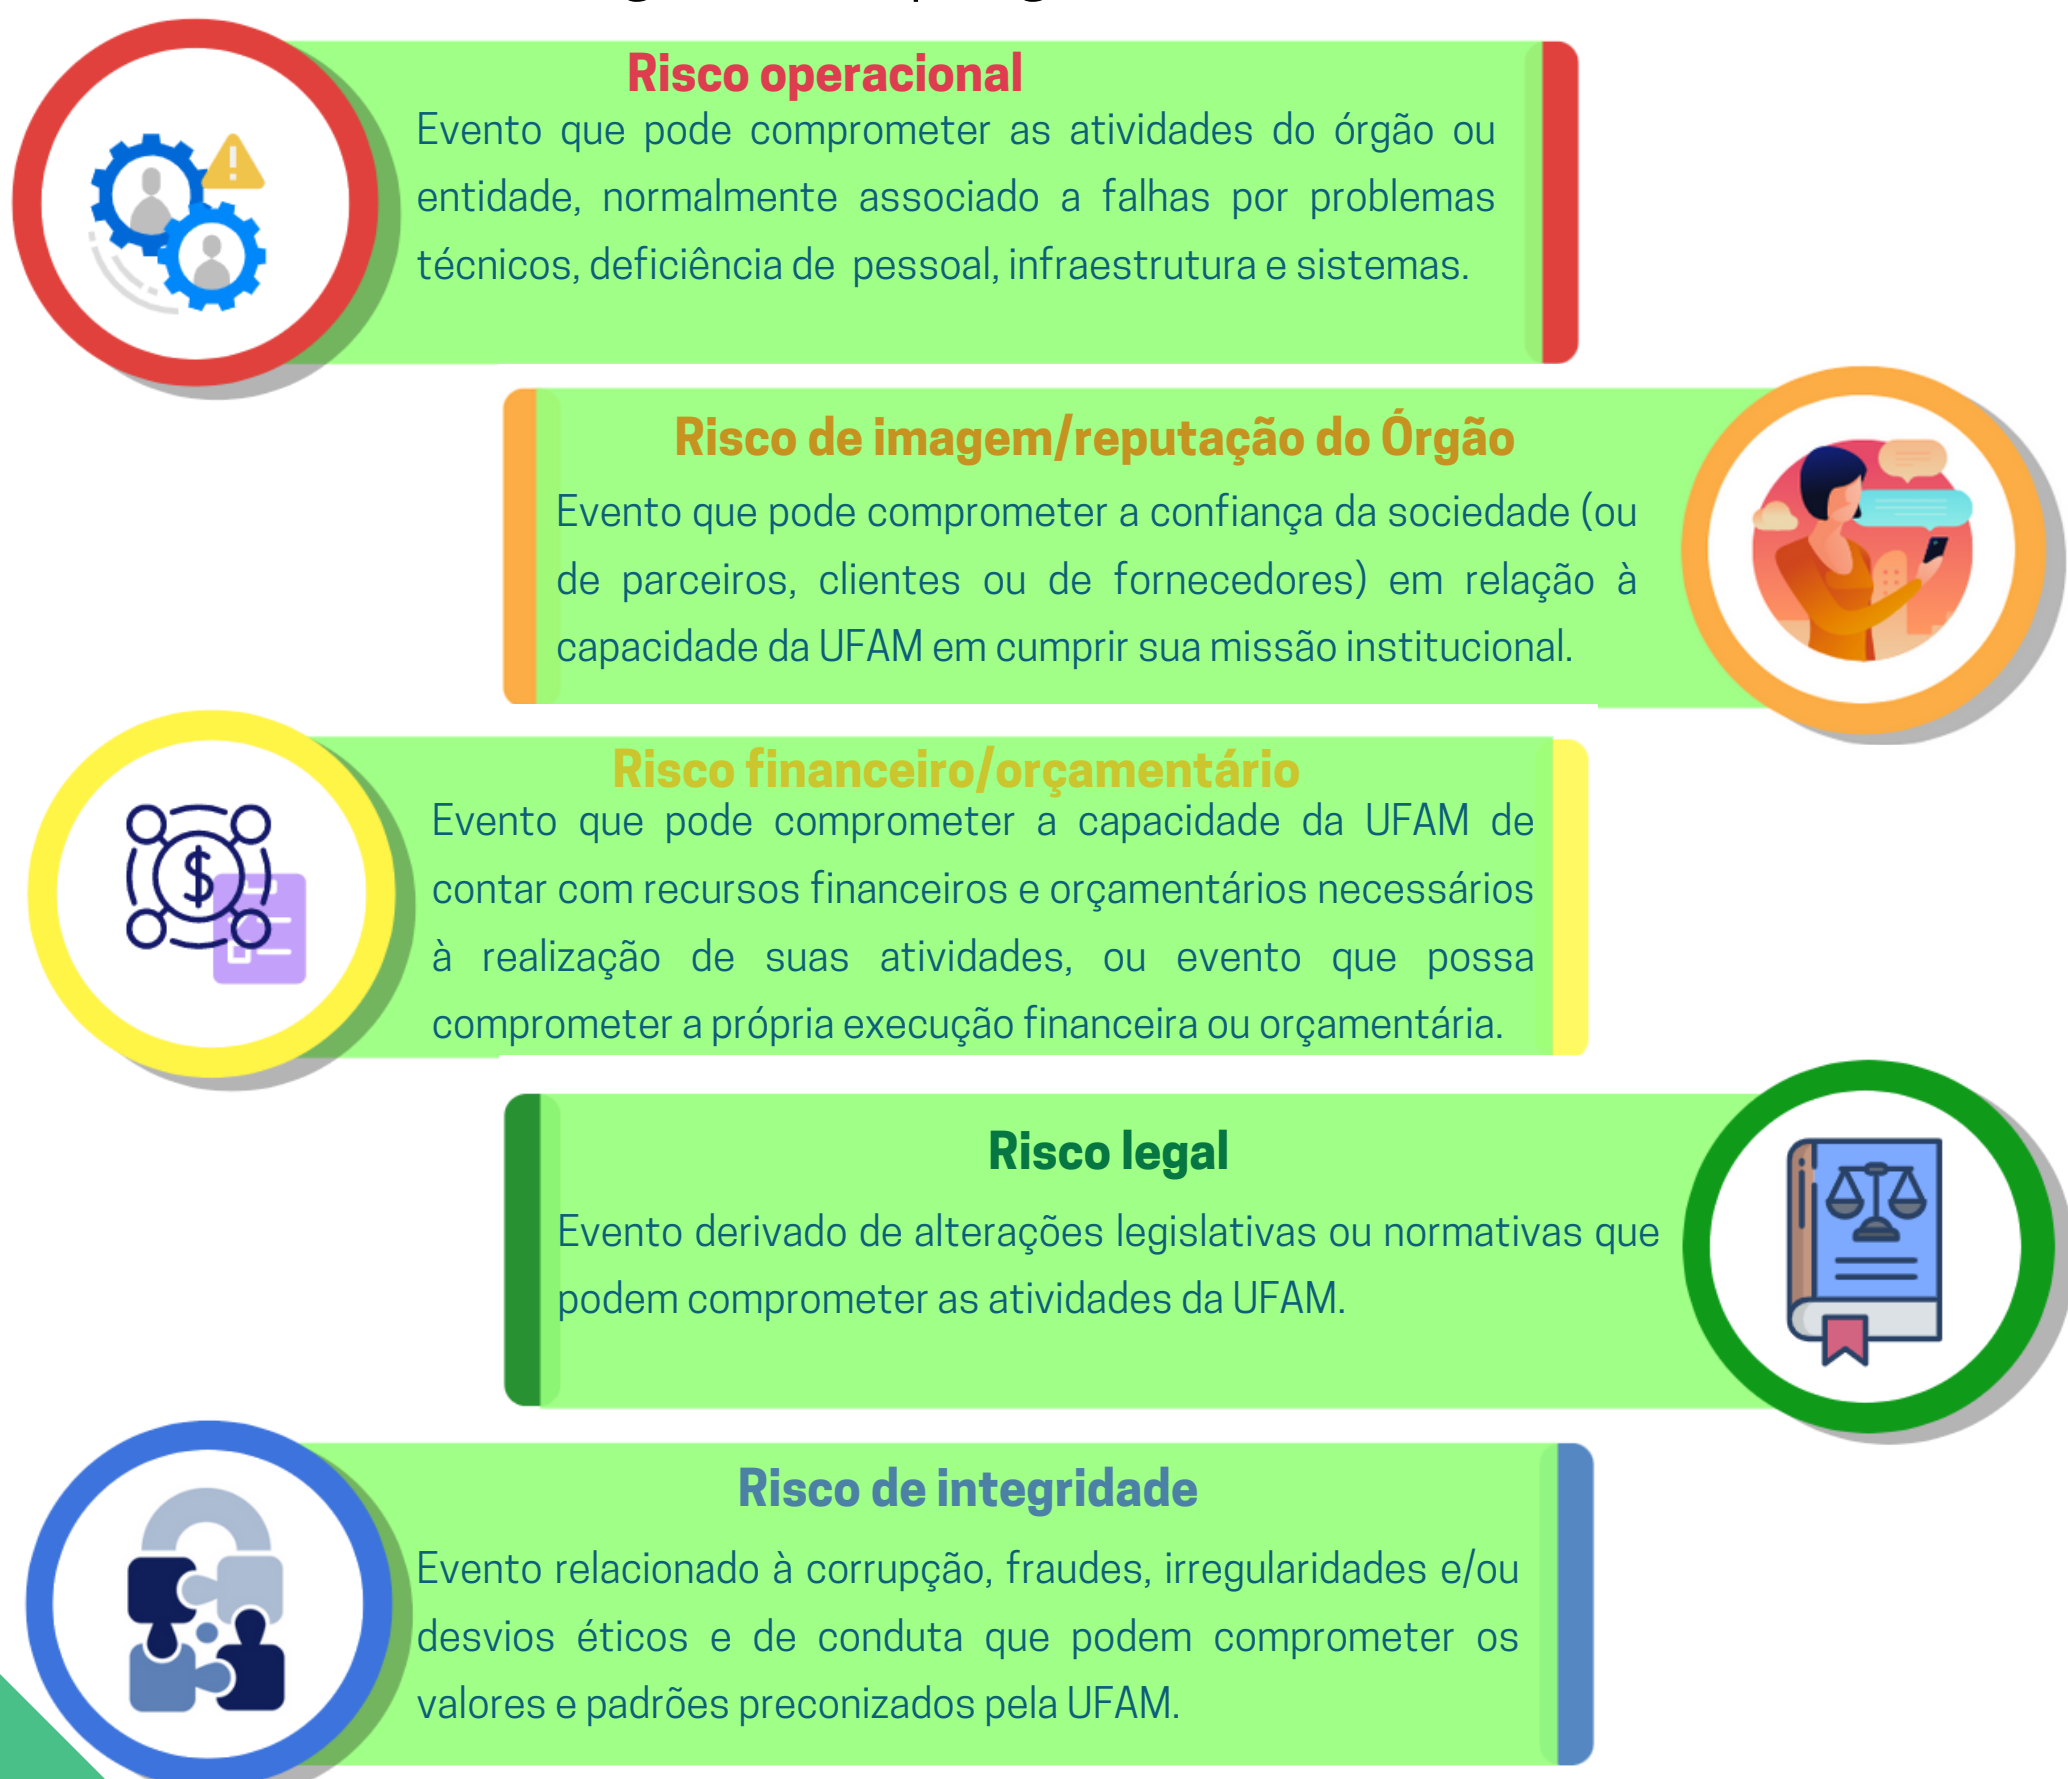 Risco operacional
Evento que pode comprometer as atividades do órgão ou
entidade, normalmente associado a falhas por problemas
técnicos, deficiência de pessoal, infraestrutura e sistemas.
Risco de imagem/reputação do Órgão
Evento que pode comprometer a confiança da sociedade (ou
de parceiros, clientes ou de fornecedores) em relação à
capacidade da UFAM em cumprir sua missão institucional.
Risco financeiro/orçamentário
Evento que pode comprometer a capacidade da UFAM de
contar com recursos financeiros e orçamentários necessários
à realização de suas atividades, ou evento que possa
comprometer a própria execução financeira ou orçamentária.
Risco legal
Evento derivado de alterações legislativas ou normativas que
podem comprometer as atividades da UFAM.
Risco de integridade
Evento relacionado à corrupção, fraudes, irregularidades e/ou
desvios éticos e de conduta que podem comprometer os
valores e padrões preconizados pela UFAM.